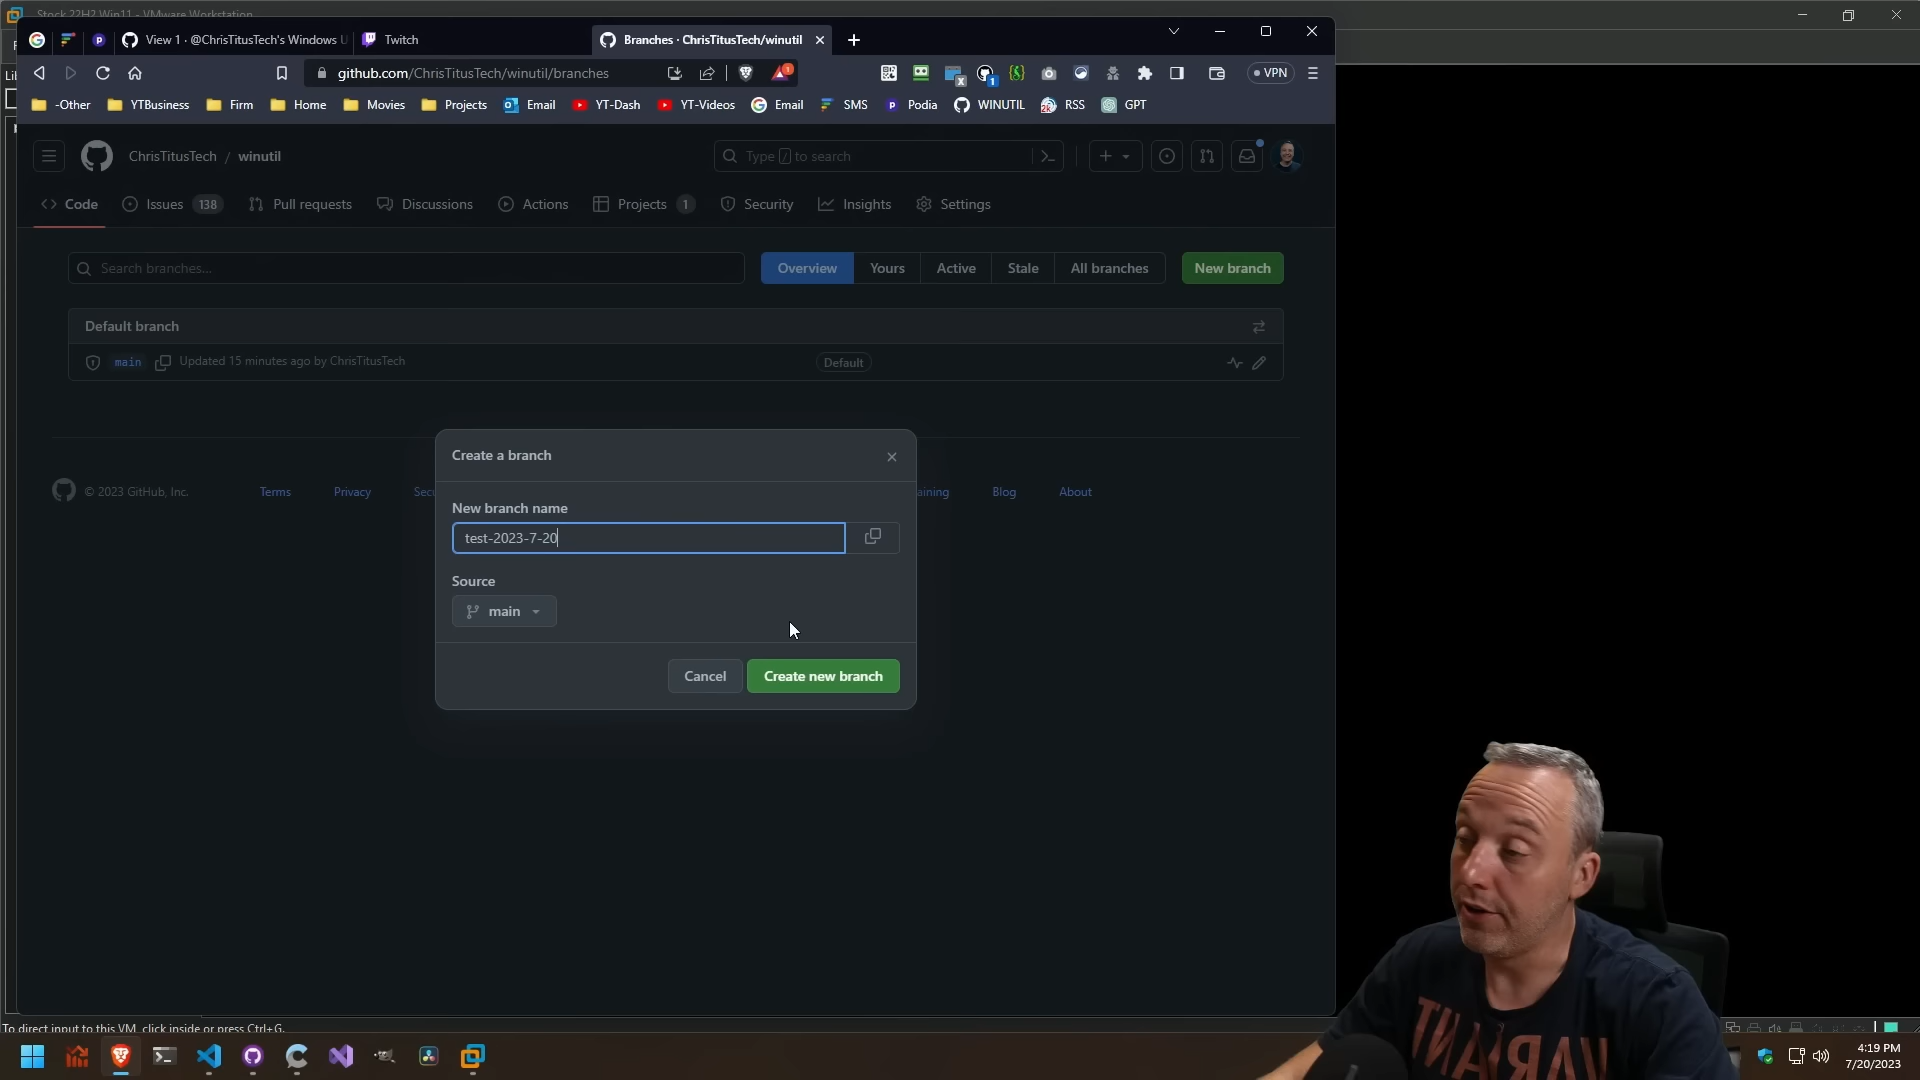 Stock 22H2 Win11 - VMware Workstation
View 1 · @ChrisTitusTech's Windows U
Twitch
Branches · ChrisTitusTech/winutil
github.com/ChrisTitusTech/winutil/branches
1
X
1
VPN
-Other
YTBusiness
Firm
Home
Movies
Projects
Email
YT-Dash
YT-Videos
Email
SMS
Podia
WINUTIL
RSS
GPT
ChrisTitusTech / winutil
Type / to search
Code
Issues 138
Pull requests
Discussions
Actions
Projects 1
Security
Insights
Settings
Search branches...
Overview
Yours
Active
Stale
All branches
New branch
Default branch
main
Updated 15 minutes ago by ChrisTitusTech
Default
Create a branch
New branch name
test-2023-7-20
Source
main
Cancel
Create new branch
© 2023 GitHub, Inc.
Terms
Privacy
Secu
aining
Blog
About
To direct input to this VM, click inside or press Ctrl+G.
4:19 PM
7/20/2023